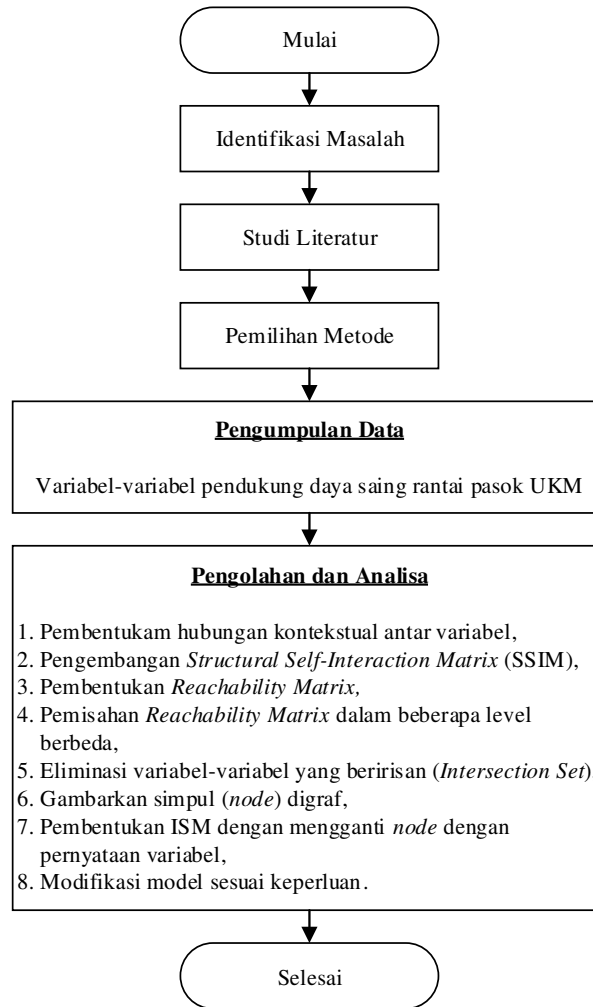 Mulai
Identifikasi Masalah
Studi Literatur
Pemilihan Metode
Pengumpulan Data
Variabel-variabel pendukung daya saing rantai pasok UKM
Pengolahan dan Analisa
1. Pembentukam hubungan kontekstual antar variabel,
2. Pengembangan Structural Self-Interaction Matrix (SSIM),
3. Pembentukan Reachability Matrix,
4. Pemisahan Reachability Matrix dalam beberapa level
berbeda,
5. Eliminasi variabel-variabel yang beririsan (Intersection Set)
6. Gambarkan simpul (node) digraf,
7. Pembentukan ISM dengan mengganti node dengan
pernyataan variabel,
8. Modifikasi model sesuai keperluan.
Selesai